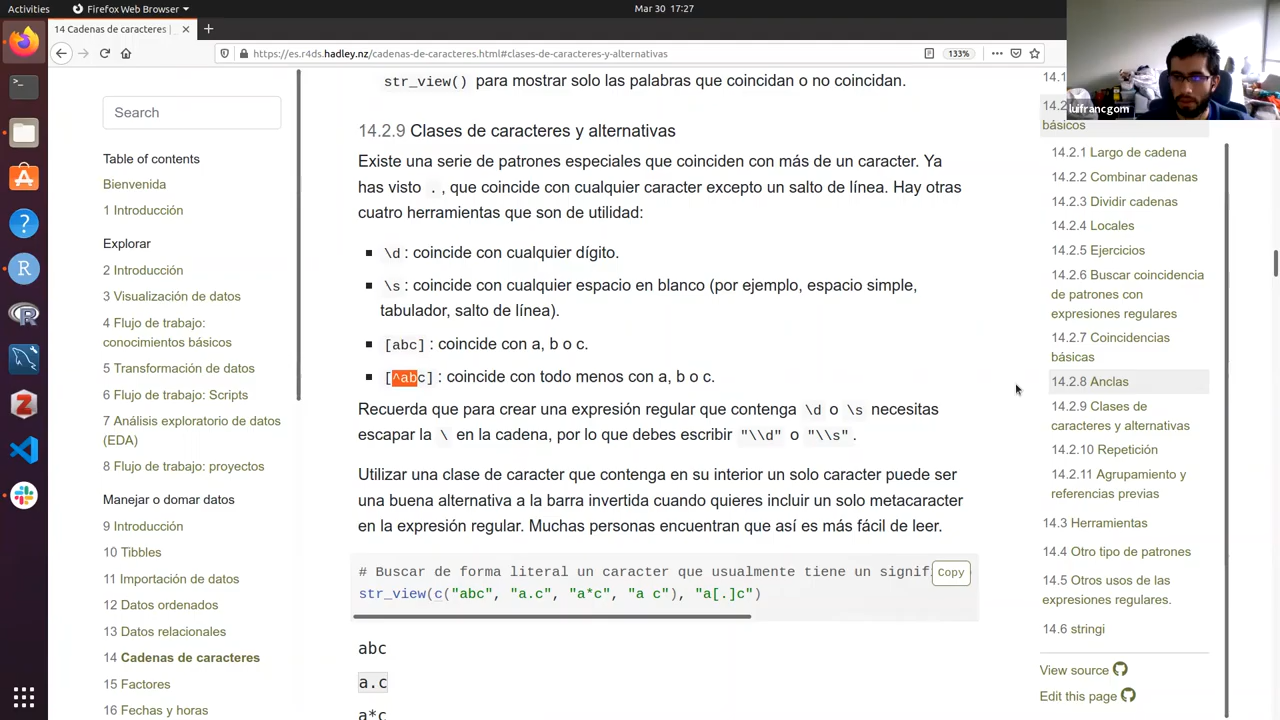 Activities
Firefox Web Browser
Mar 30 17:27
14 Cadenas de caracteres |
https://es.r4ds.hadley.nz/cadenas-de-caracteres.html#clases-de-caracteres-y-alternativas
133%
luifrancgom
Search
Table of contents
Bienvenida
1 Introducción
Explorar
2 Introducción
3 Visualización de datos
4 Flujo de trabajo:
conocimientos básicos
5 Transformación de datos
6 Flujo de trabajo: Scripts
7 Análisis exploratorio de datos
(EDA)
8 Flujo de trabajo: proyectos
Manejar o domar datos
9 Introducción
10 Tibbles
11 Importación de datos
12 Datos ordenados
13 Datos relacionales
14 Cadenas de caracteres
15 Factores
16 Fechas y horas
str_view() para mostrar solo las palabras que coincidan o no coincidan.
14.2.9 Clases de caracteres y alternativas
Existe una serie de patrones especiales que coinciden con más de un caracter. Ya
has visto ., que coincide con cualquier caracter excepto un salto de línea. Hay otras
cuatro herramientas que son de utilidad:
\d : coincide con cualquier dígito.
\s : coincide con cualquier espacio en blanco (por ejemplo, espacio simple,
tabulador, salto de línea).
[abc] : coincide con a, b o c.
[^abc] : coincide con todo menos con a, b o c.
Recuerda que para crear una expresión regular que contenga \d o \s necesitas
escapar la \ en la cadena, por lo que debes escribir "\\d" o "\\s".
Utilizar una clase de caracter que contenga en su interior un solo caracter puede ser
una buena alternativa a la barra invertida cuando quieres incluir un solo metacaracter
en la expresión regular. Muchas personas encuentran que así es más fácil de leer.
# Buscar de forma literal un caracter que usualmente tiene un signif
Copy
str_view(c("abc", "a.c", "a*c", "a c"), "a[.]c")
abc
a.c
a*c
14.1
14.2
básicos
14.2.1 Largo de cadena
14.2.2 Combinar cadenas
14.2.3 Dividir cadenas
14.2.4 Locales
14.2.5 Ejercicios
14.2.6 Buscar coincidencia
de patrones con
expresiones regulares
14.2.7 Coincidencias
básicas
14.2.8 Anclas
14.2.9 Clases de
caracteres y alternativas
14.2.10 Repetición
14.2.11 Agrupamiento y
referencias previas
14.3 Herramientas
14.4 Otro tipo de patrones
14.5 Otros usos de las
expresiones regulares.
14.6 stringi
View source
Edit this page